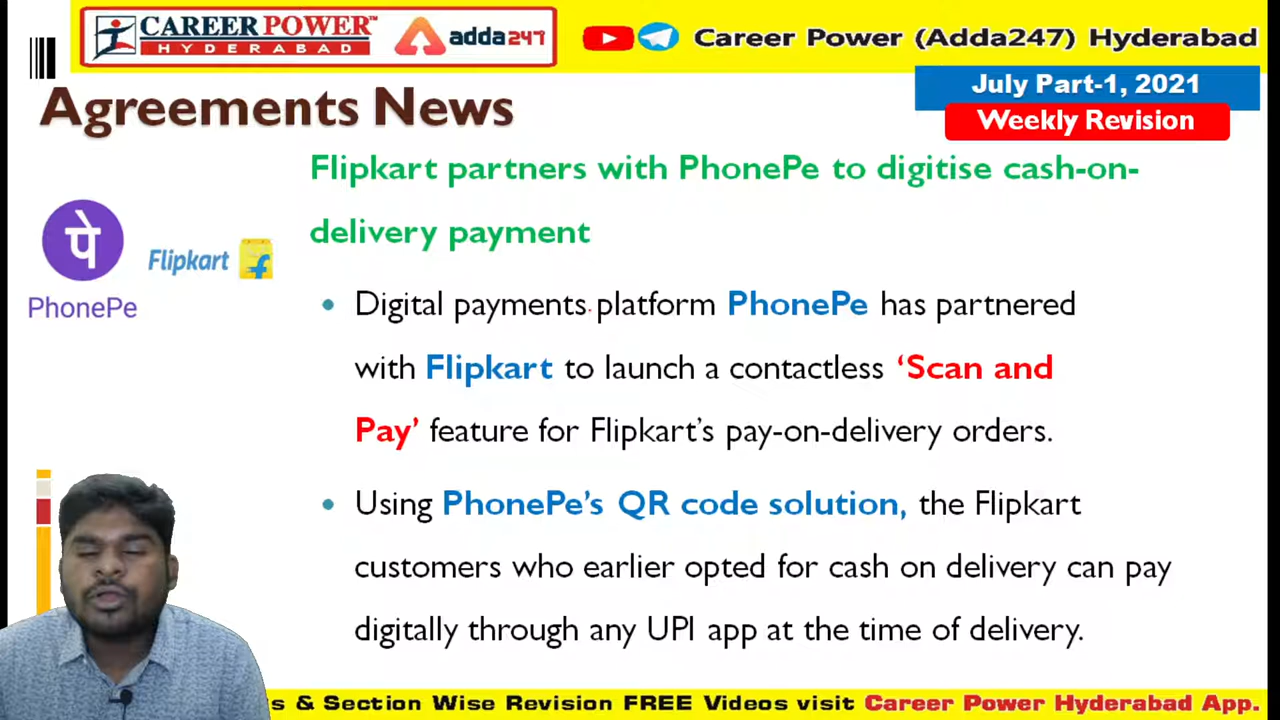 CAREER POWER™
HYDERABAD
adda247
Career Power (Adda247) Hyderabad
July Part-1, 2021
Weekly Revision
Agreements News
Flipkart partners with PhonePe to digitise cash-on-
delivery payment
पे
PhonePe
Flipkart
f
• Digital payments platform PhonePe has partnered
with Flipkart to launch a contactless ‘Scan and
Pay’ feature for Flipkart’s pay-on-delivery orders.
• Using PhonePe’s QR code solution, the Flipkart
customers who earlier opted for cash on delivery can pay
digitally through any UPI app at the time of delivery.
s & Section Wise Revision FREE Videos visit Career Power Hyderabad App.